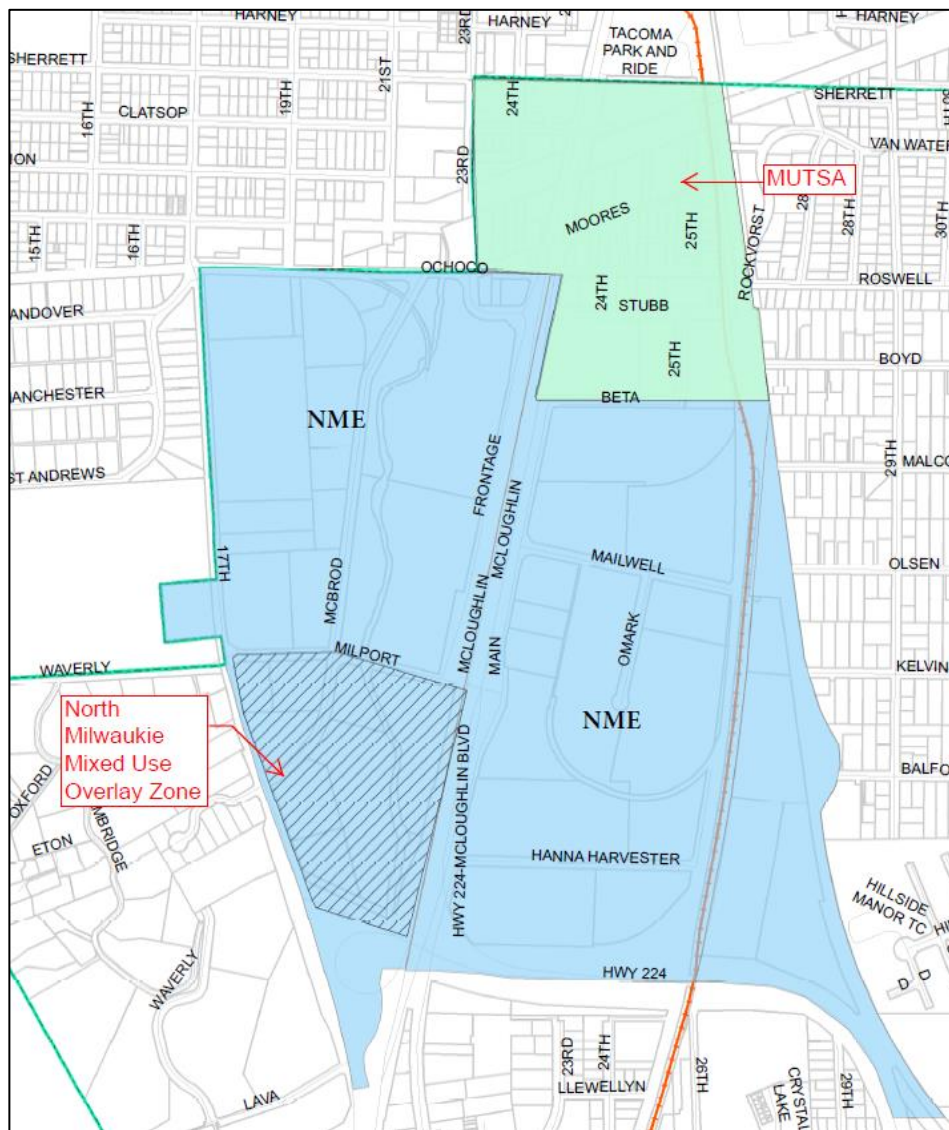 HARNEY
23RD
HARNEY
TACOMA
PARK AND
RIDE
HARNEY
SHERRETT
21ST
19TH
24TH
SHERRETT
CLATSOP
16TH
VAN WATER
23RD
MUTSA
15TH
16TH
MOORES
25TH
ROCKVORST
28TH
30TH
OCHOCO
24TH
STUBB
ROSWELL
ANDOVER
25TH
BOYD
MANCHESTER
BETA
NME
FRONTAGE
29TH
MALCO
ST ANDREWS
MCLOUGHLIN
17TH
MCBROD
MAILWELL
OLSEN
MCLOUGHLIN
MAIN
OMARK
WAVERLY
MILPORT
KELVIN
North
Milwaukie
Mixed Use
Overlay Zone
NME
OXFORD
HWY 224-MCLOUGHLIN BLVD
BALFO
ETON
MBRIDGE
HANNA HARVESTER
HILLSIDE
MANOR TC
WAVERLY
HWY 224
D
D
23RD
24TH
26TH
LLEWELLYN
LAVA
CRYSTAL
LAKE
29TH